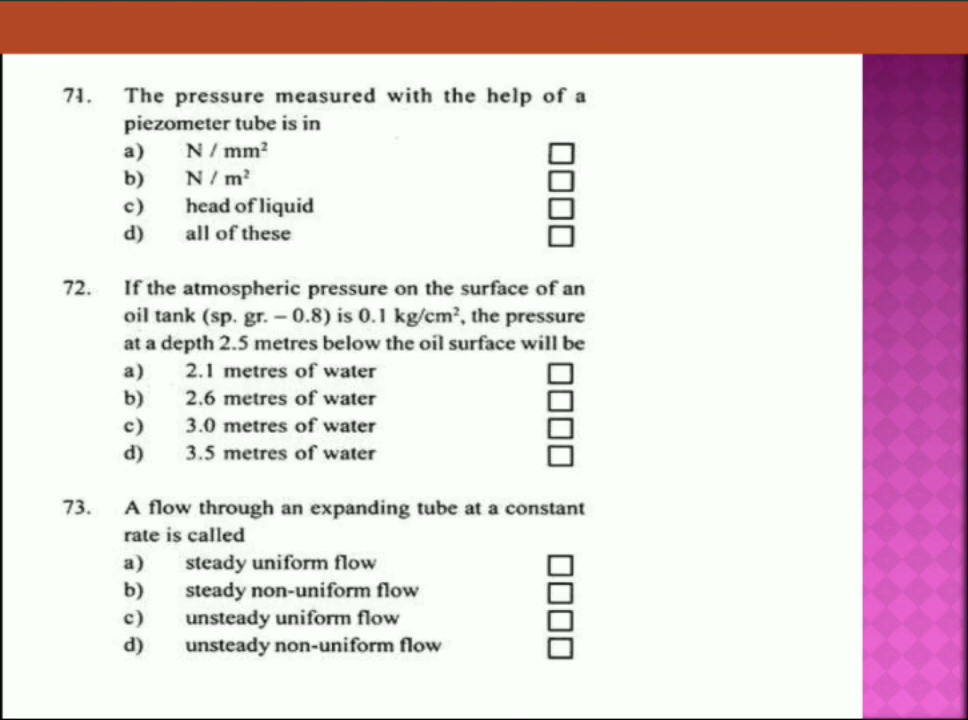 71. The pressure measured with the help of a
piezometer tube is in
a) N / mm²
b) N / m²
c) head of liquid
d) all of these
72. If the atmospheric pressure on the surface of an
oil tank (sp. gr. – 0.8) is 0.1 kg/cm², the pressure
at a depth 2.5 metres below the oil surface will be
a) 2.1 metres of water
b) 2.6 metres of water
c) 3.0 metres of water
d) 3.5 metres of water
73. A flow through an expanding tube at a constant
rate is called
a) steady uniform flow
b) steady non-uniform flow
c) unsteady uniform flow
d) unsteady non-uniform flow